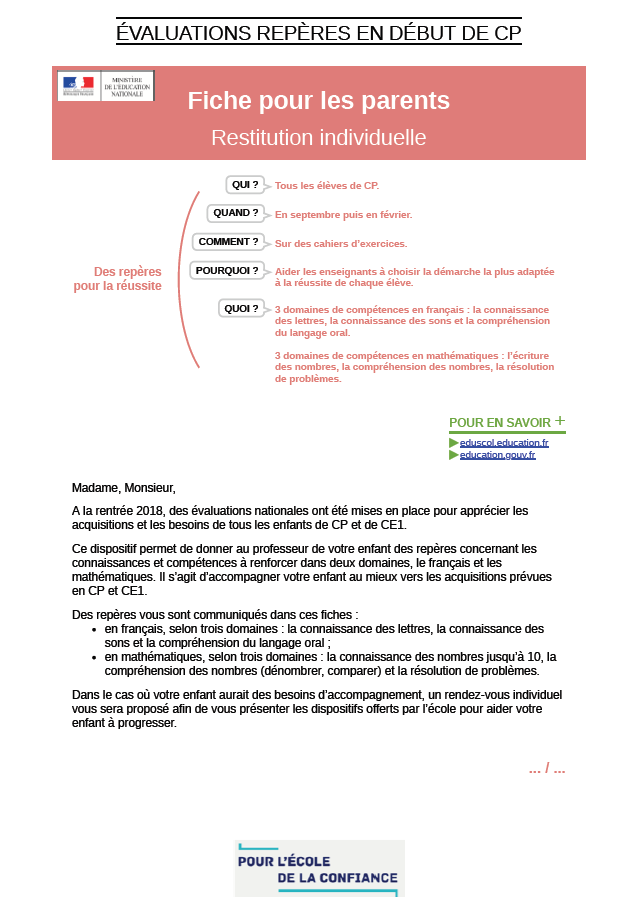 ÉVALUATIONS REPÈRES EN DÉBUT DE CP
MINISTÈRE
DE L'ÉDUCATION
NATIONALE
Fiche pour les parents
Restitution individuelle
QUI ?
Tous les élèves de CP.
QUAND ?
En septembre puis en février.
COMMENT ?
Sur des cahiers d'exercices.
Des repères
pour la réussite
POURQUOI ?
Aider les enseignants à choisir la démarche la plus adaptée
à la réussite de chaque élève.
QUOI ?
3 domaines de compétences en français : la connaissance
des lettres, la connaissance des sons et la compréhension
du langage oral.
3 domaines de compétences en mathématiques : l'écriture
des nombres, la compréhension des nombres, la résolution
de problèmes.
POUR EN SAVOIR +
eduscol.education.fr
education.gouv.fr
Madame, Monsieur,
A la rentrée 2018, des évaluations nationales ont été mises en place pour apprécier les
acquisitions et les besoins de tous les enfants de CP et de CE1.
Ce dispositif permet de donner au professeur de votre enfant des repères concernant les
connaissances et compétences à renforcer dans deux domaines, le français et les
mathématiques. Il s'agit d'accompagner votre enfant au mieux vers les acquisitions prévues
en CP et CE1.
Des repères vous sont communiqués dans ces fiches :
• en français, selon trois domaines : la connaissance des lettres, la connaissance des
sons et la compréhension du langage oral ;
• en mathématiques, selon trois domaines : la connaissance des nombres jusqu'à 10, la
compréhension des nombres (dénombrer, comparer) et la résolution de problèmes.
Dans le cas où votre enfant aurait des besoins d'accompagnement, un rendez-vous individuel
vous sera proposé afin de vous présenter les dispositifs offerts par l'école pour aider votre
enfant à progresser.
... / ...
POUR L'ÉCOLE
DE LA CONFIANCE